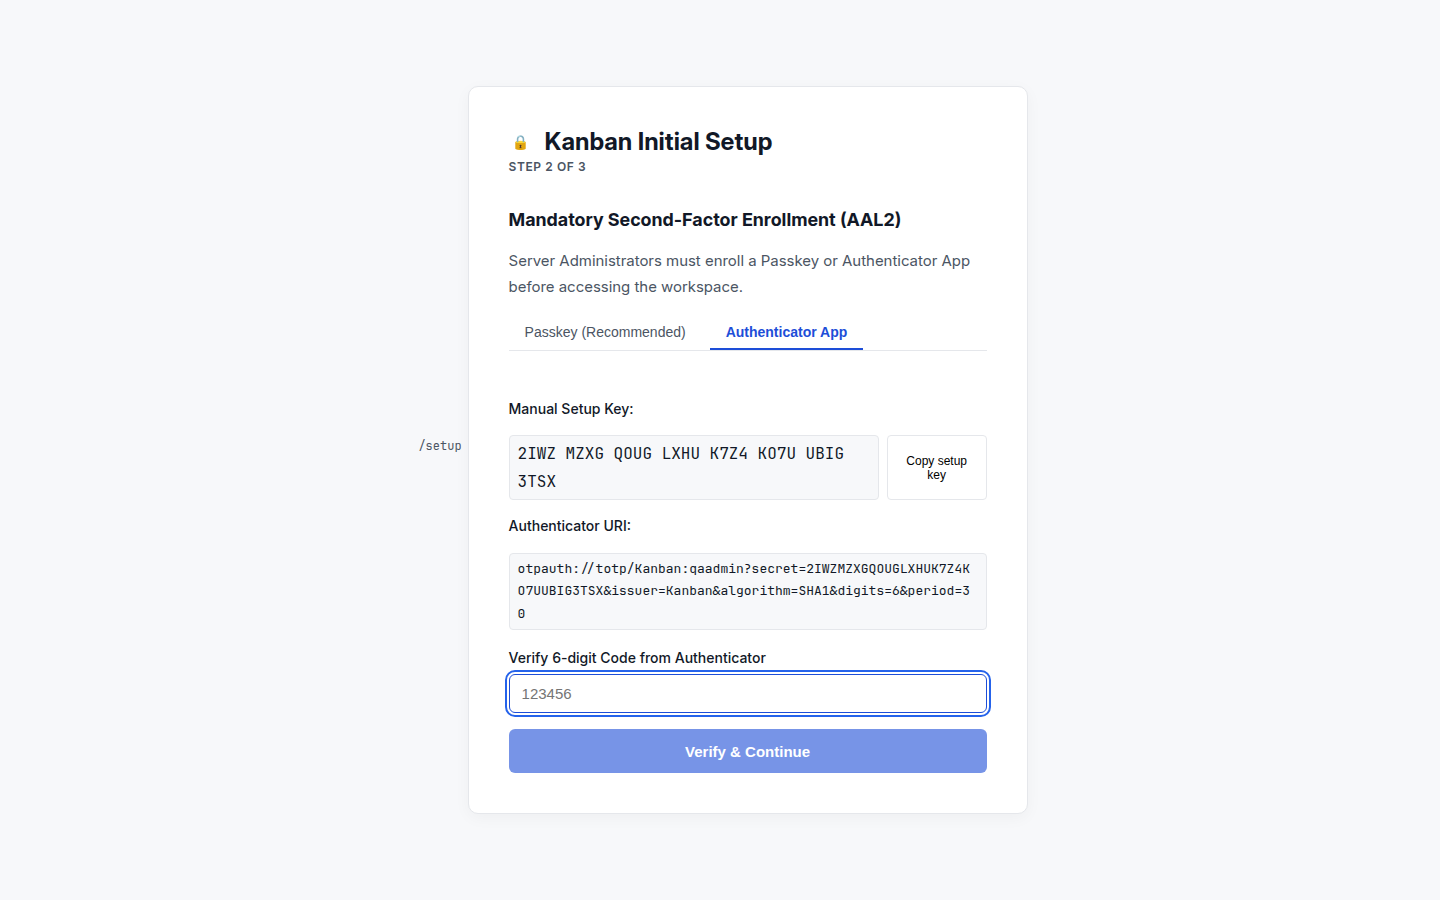 🔒 Kanban Initial Setup
STEP 2 OF 3
Mandatory Second-Factor Enrollment (AAL2)
Server Administrators must enroll a Passkey or Authenticator App
before accessing the workspace.
Passkey (Recommended) Authenticator App
Manual Setup Key:
/setup
2IWZ MZXG QOUG LXHU K7Z4 KO7U UBIG
3TSX
Copy setup
key
Authenticator URI:
otpauth://totp/Kanban:qaadmin?secret=2IWZMZXGQOUGLXHUK7Z4K
O7UUBIG3TSX&issuer=Kanban&algorithm=SHA1&digits=6&period=3
0
Verify 6-digit Code from Authenticator
123456
Verify & Continue